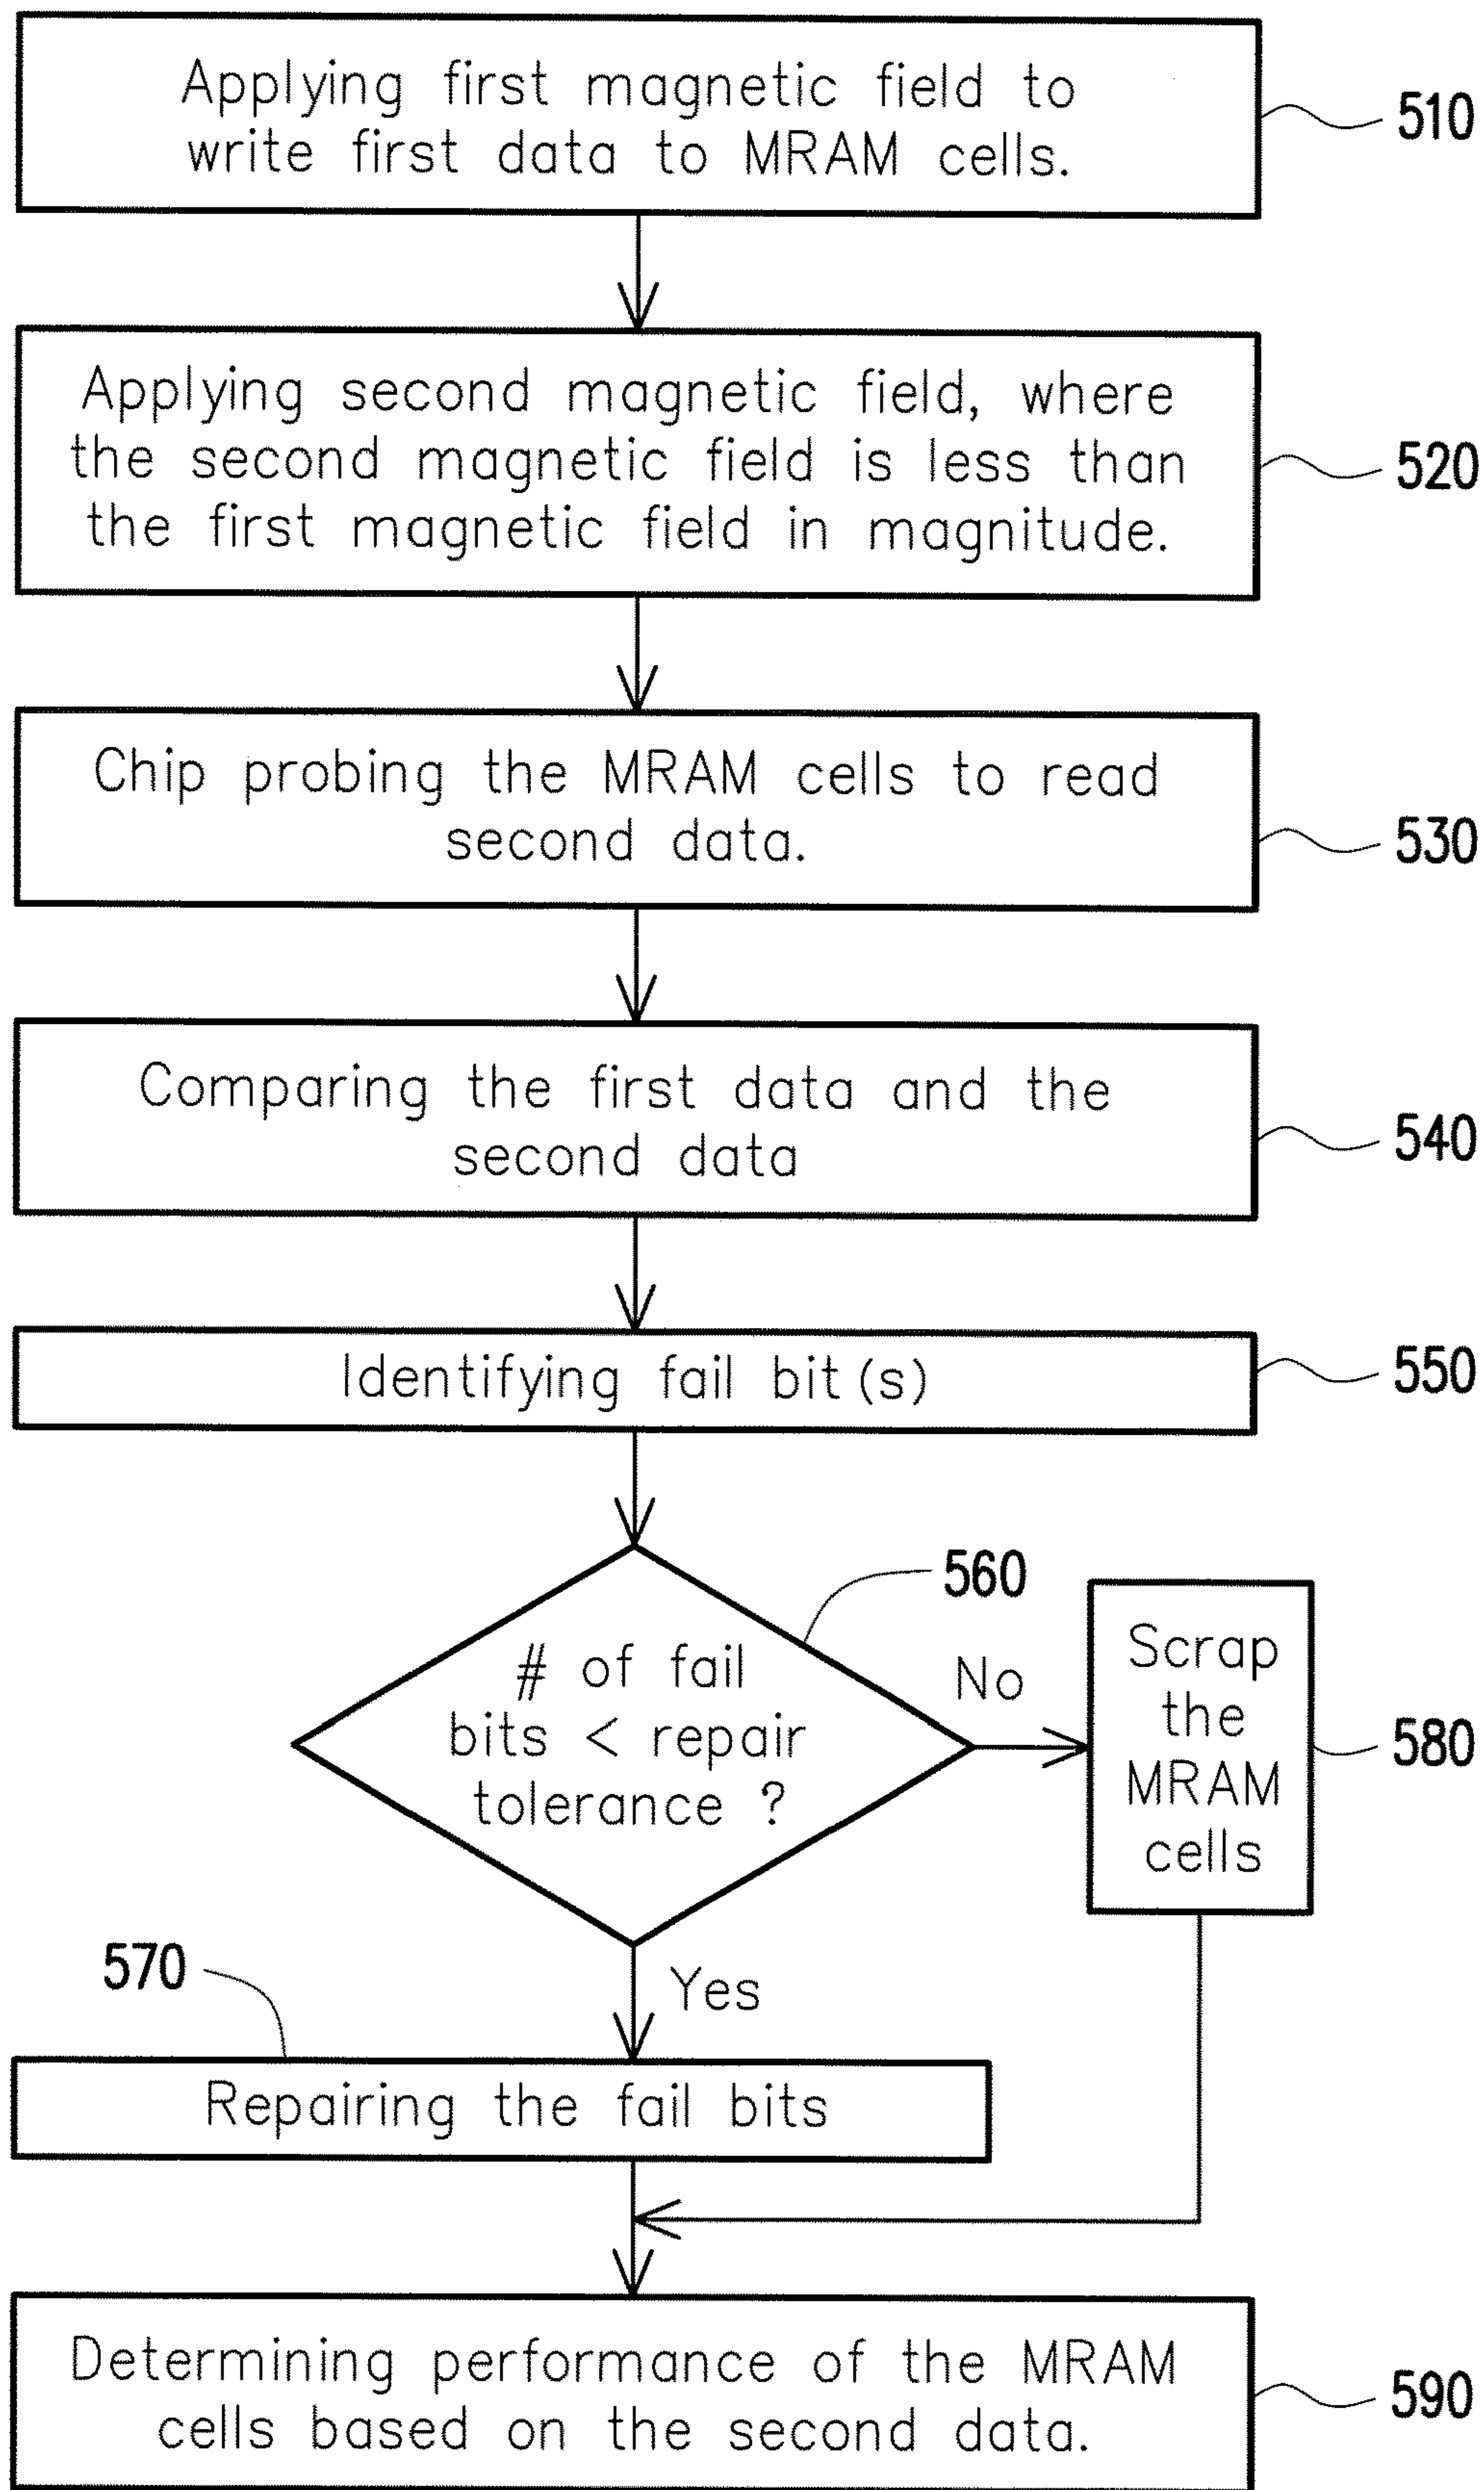 Applying first magnetic field to
write first data to MRAM cells.
510
Applying second magnetic field, where
the second magnetic field is less than
the first magnetic field in magnitude.
520
Chip probing the MRAM cells to read
second data.
530
Comparing the first data and the
second data
540
Identifying fail bit(s)
550
560
# of fail
bits < repair
tolerance ?
No
Scrap
the
MRAM
cells
580
Yes
570
Repairing the fail bits
Determining performance of the MRAM
cells based on the second data.
590